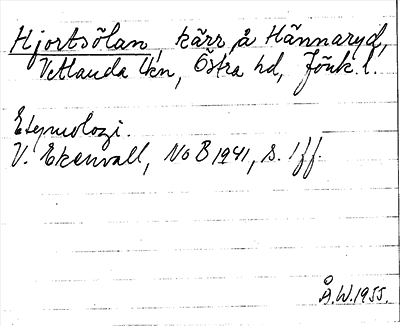 Hjortsölan, kärr å Hännaryd,
Vetlanda lkn, Östra hd, Jönk. l.
Etymologi.
V. Ekenvall, NoB 1941, s. 1 ff.
Å.W. 1955.